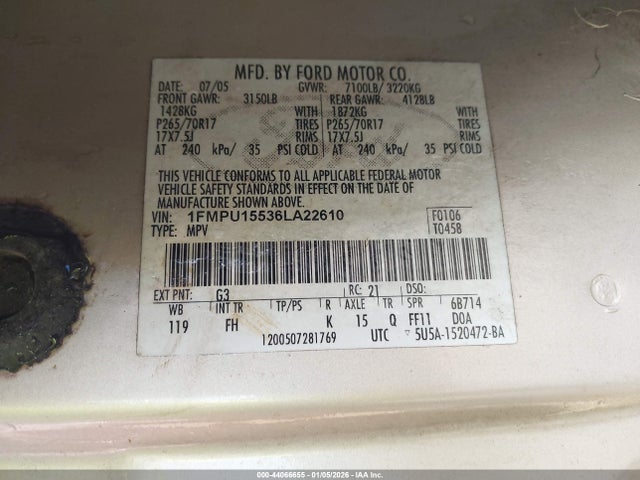 MFD. BY FORD MOTOR CO.
DATE: 07/05 GVWR: 7100LB/ 3220KG
FRONT GAWR: 3150LB REAR GAWR: 4128LB
1428KG WITH 1872KG WITH
P265/70R17 TIRES P265/70R17 TIRES
17X7.5J RIMS 17X7.5J RIMS
AT 240 kPa/ 35 PSI COLD AT 240 kPa/ 35 PSI COLD
THIS VEHICLE CONFORMS TO ALL APPLICABLE FEDERAL MOTOR
VEHICLE SAFETY STANDARDS IN EFFECT ON THE DATE OF
MANUFACTURE SHOWN ABOVE.
VIN: 1FMPU15536LA22610 F0106
TYPE: MPV T0458
EXT PNT: G3 RC: 21 DSO:
WB INT TR TP/PS R AXLE TR SPR 6B714
119 FH K 15 Q FF11 DOA
1200507281769 UTC ▽ 5U5A-1520472-BA
000-44066655 - 01/05/2026 - IAA Corp.